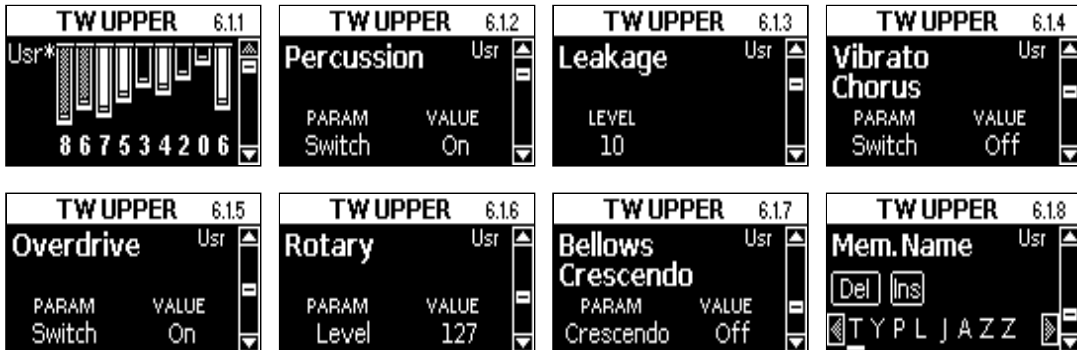 TW UPPER 6.1.1
Usr*
8 6 7 5 3 4 2 0 6
TW UPPER 6.1.2
Percussion Usr
PARAM VALUE
Switch On
TW UPPER 6.1.3
Leakage Usr
LEVEL
10
TW UPPER 6.1.4
Vibrato Usr
Chorus
PARAM VALUE
Switch Off
TW UPPER 6.1.5
Overdrive Usr
PARAM VALUE
Switch On
TW UPPER 6.1.6
Rotary Usr
PARAM VALUE
Level 127
TW UPPER 6.1.7
Bellows Usr
Crescendo
PARAM VALUE
Crescendo Off
TW UPPER 6.1.8
Mem.Name Usr
Del Ins
TYPLJAZZ